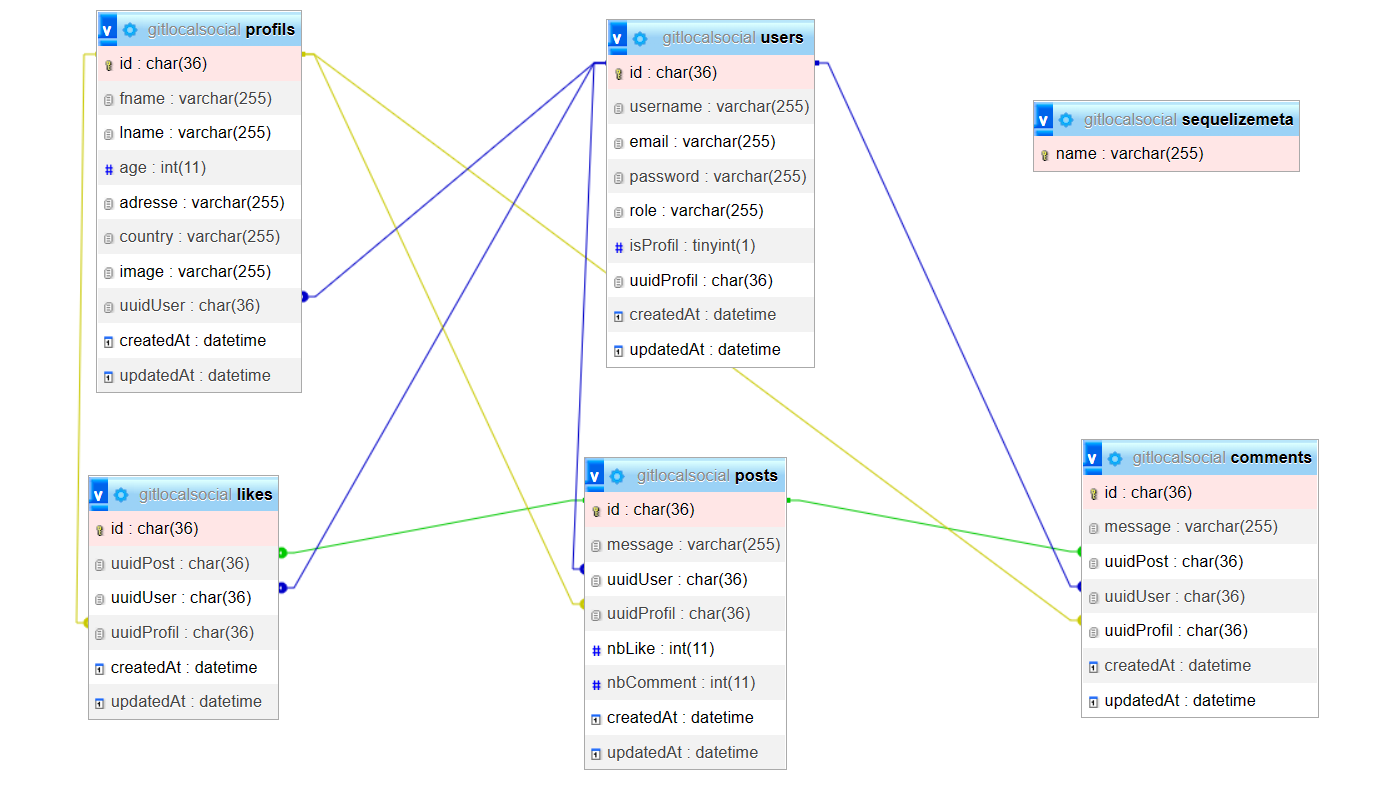 gitlocalsocial profils
id : char(36)
fname : varchar(255)
lname : varchar(255)
age : int(11)
adresse : varchar(255)
country : varchar(255)
image : varchar(255)
uuidUser : char(36)
createdAt : datetime
updatedAt : datetime
gitlocalsocial users
id : char(36)
username : varchar(255)
email : varchar(255)
password : varchar(255)
role : varchar(255)
isProfil : tinyint(1)
uuidProfil : char(36)
createdAt : datetime
updatedAt : datetime
gitlocalsocial sequelizemeta
name : varchar(255)
gitlocalsocial likes
id : char(36)
uuidPost : char(36)
uuidUser : char(36)
uuidProfil : char(36)
createdAt : datetime
updatedAt : datetime
gitlocalsocial posts
id : char(36)
message : varchar(255)
uuidUser : char(36)
uuidProfil : char(36)
nbLike : int(11)
nbComment : int(11)
createdAt : datetime
updatedAt : datetime
gitlocalsocial comments
id : char(36)
message : varchar(255)
uuidPost : char(36)
uuidUser : char(36)
uuidProfil : char(36)
createdAt : datetime
updatedAt : datetime